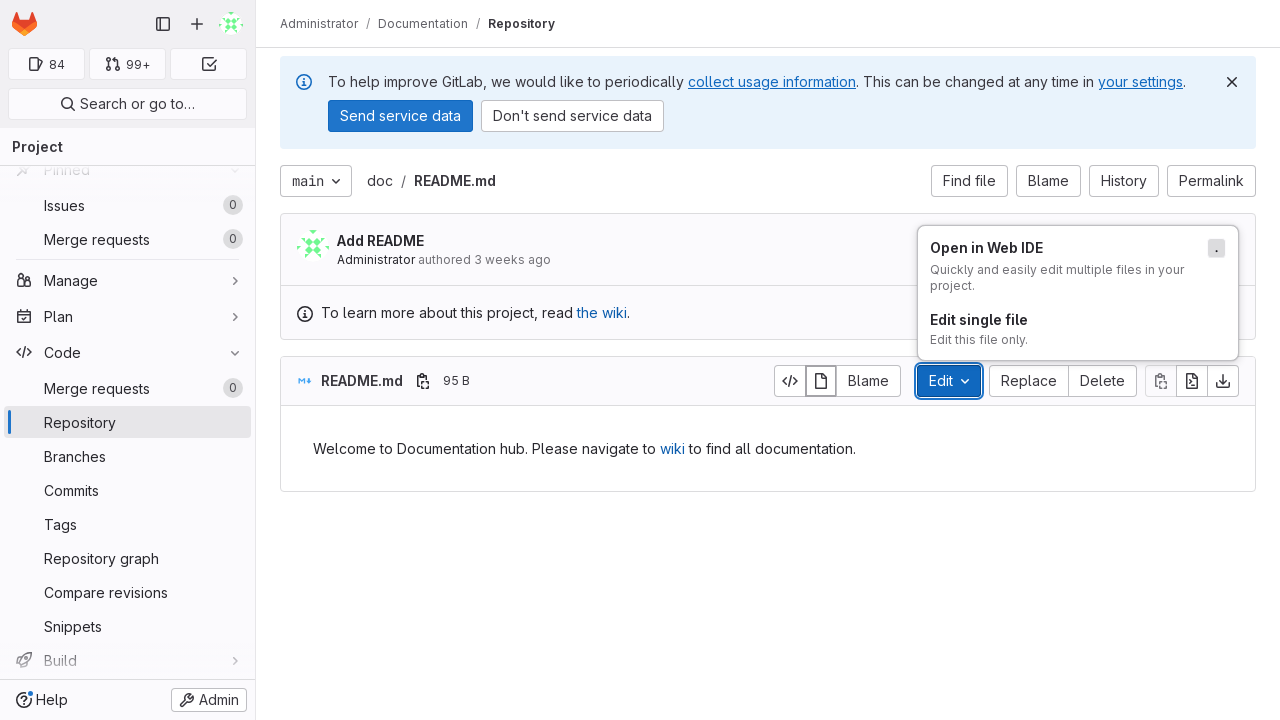 Administrator / Documentation / Repository
84
99+
Search or go to…
Project
Pinned
Issues 0
Merge requests 0
Manage
Plan
Code
Merge requests 0
Repository
Branches
Commits
Tags
Repository graph
Compare revisions
Snippets
Build
Help
Admin
To help improve GitLab, we would like to periodically collect usage information. This can be changed at any time in your settings.
Send service data
Don't send service data
main
doc / README.md
Find file
Blame
History
Permalink
Add README
Administrator authored 3 weeks ago
To learn more about this project, read the wiki.
Open in Web IDE .
Quickly and easily edit multiple files in your
project.
Edit single file
Edit this file only.
README.md 95 B
Blame
Edit
Replace
Delete
Welcome to Documentation hub. Please navigate to wiki to find all documentation.